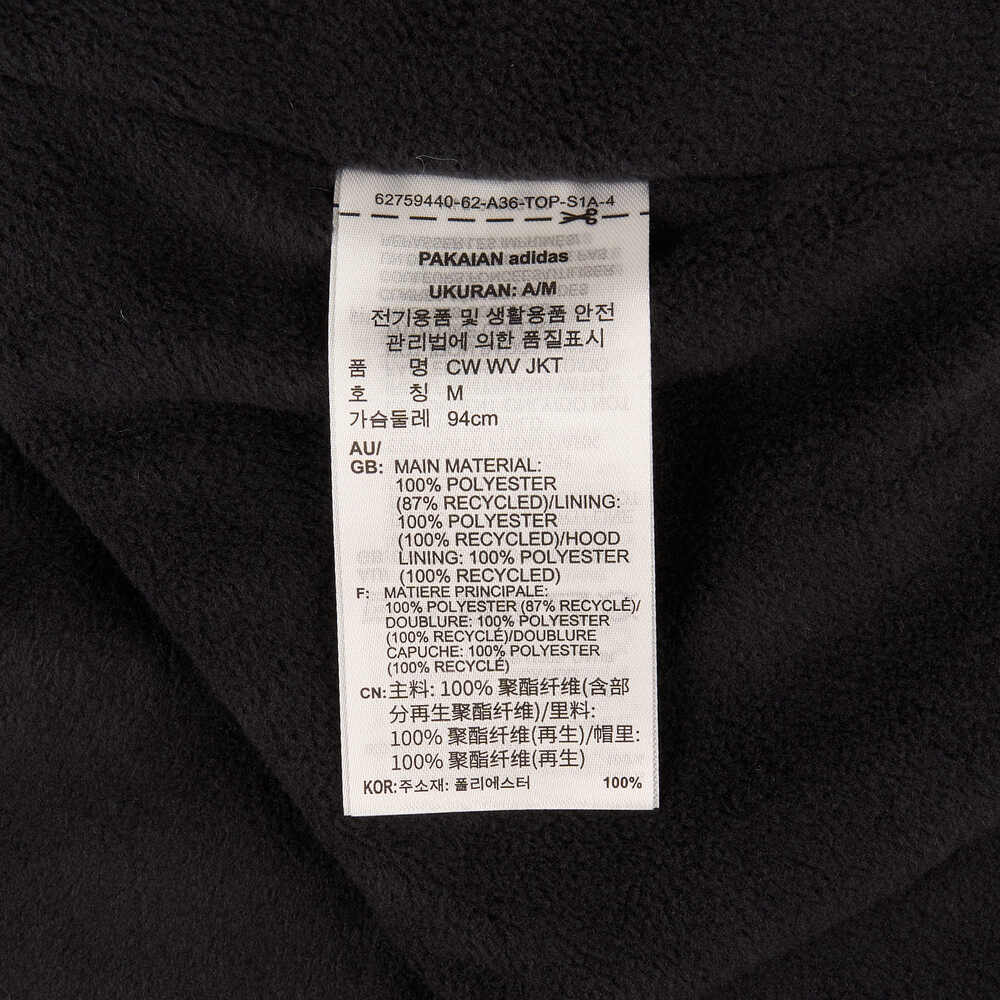 62759440-62-A36-TOP-S1A-4
PAKAIAN adidas
UKURAN: A/M
전기용품 및 생활용품 안전
관리법에 의한 품질표시
품 명 CW WV JKT
호 칭 M
가슴둘레 94cm
AU/
GB: MAIN MATERIAL:
100% POLYESTER
(87% RECYCLED)/LINING:
100% POLYESTER
(100% RECYCLED)/HOOD
LINING: 100% POLYESTER
(100% RECYCLED)
F: MATIERE PRINCIPALE:
100% POLYESTER (87% RECYCLÉ)/
DOUBLURE: 100% POLYESTER
(100% RECYCLÉ)/DOUBLURE
CAPUCHE: 100% POLYESTER
(100% RECYCLÉ)
CN: 主料: 100% 聚酯纤维(含部
分再生聚酯纤维)/里料:
100% 聚酯纤维(再生)/帽里:
100% 聚酯纤维(再生)
KOR: 주소재: 폴리에스터 100%